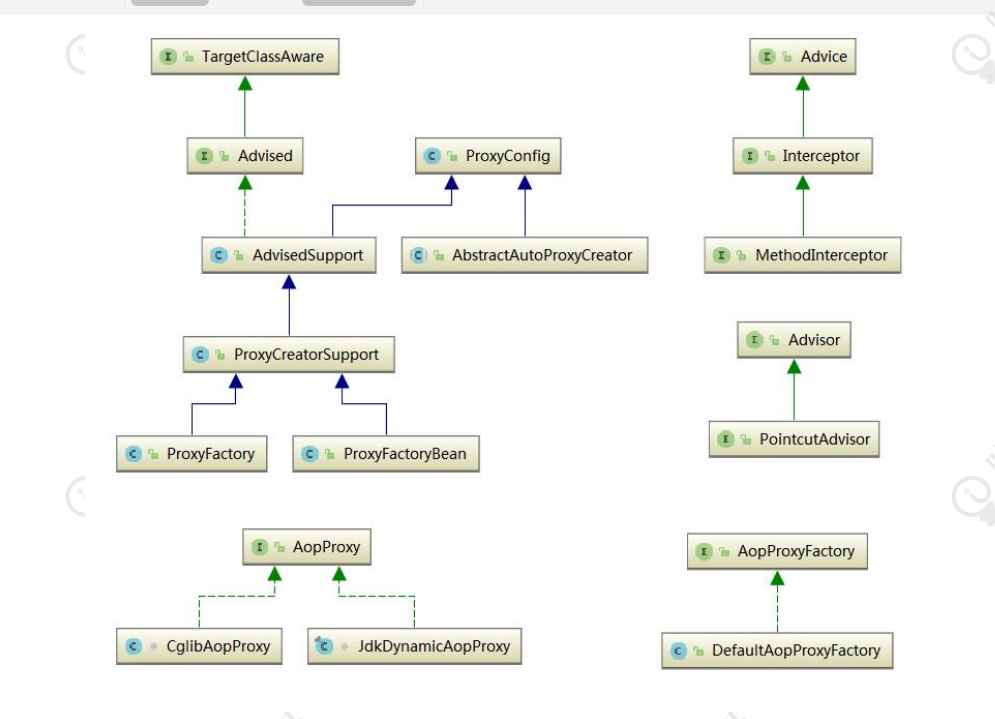 TargetClassAware
Advice
Advised
ProxyConfig
Interceptor
AdvisedSupport
AbstractAutoProxyCreator
MethodInterceptor
ProxyCreatorSupport
Advisor
ProxyFactory
ProxyFactoryBean
PointcutAdvisor
AopProxy
AopProxyFactory
CglibAopProxy
JdkDynamicAopProxy
DefaultAopProxyFactory